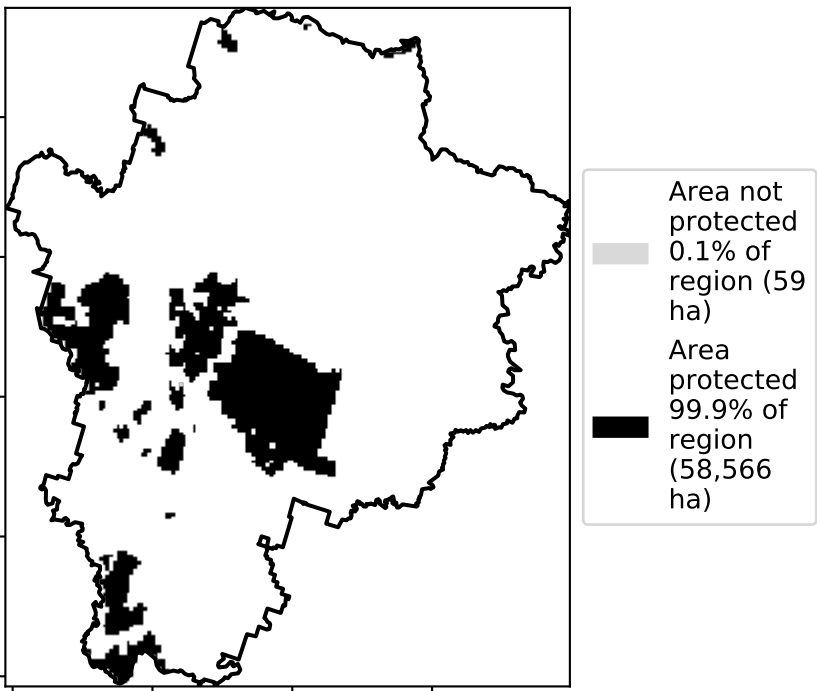 Area not
protected
0.1% of
region (59
ha)
Area
protected
99.9% of
region
(58,566
ha)